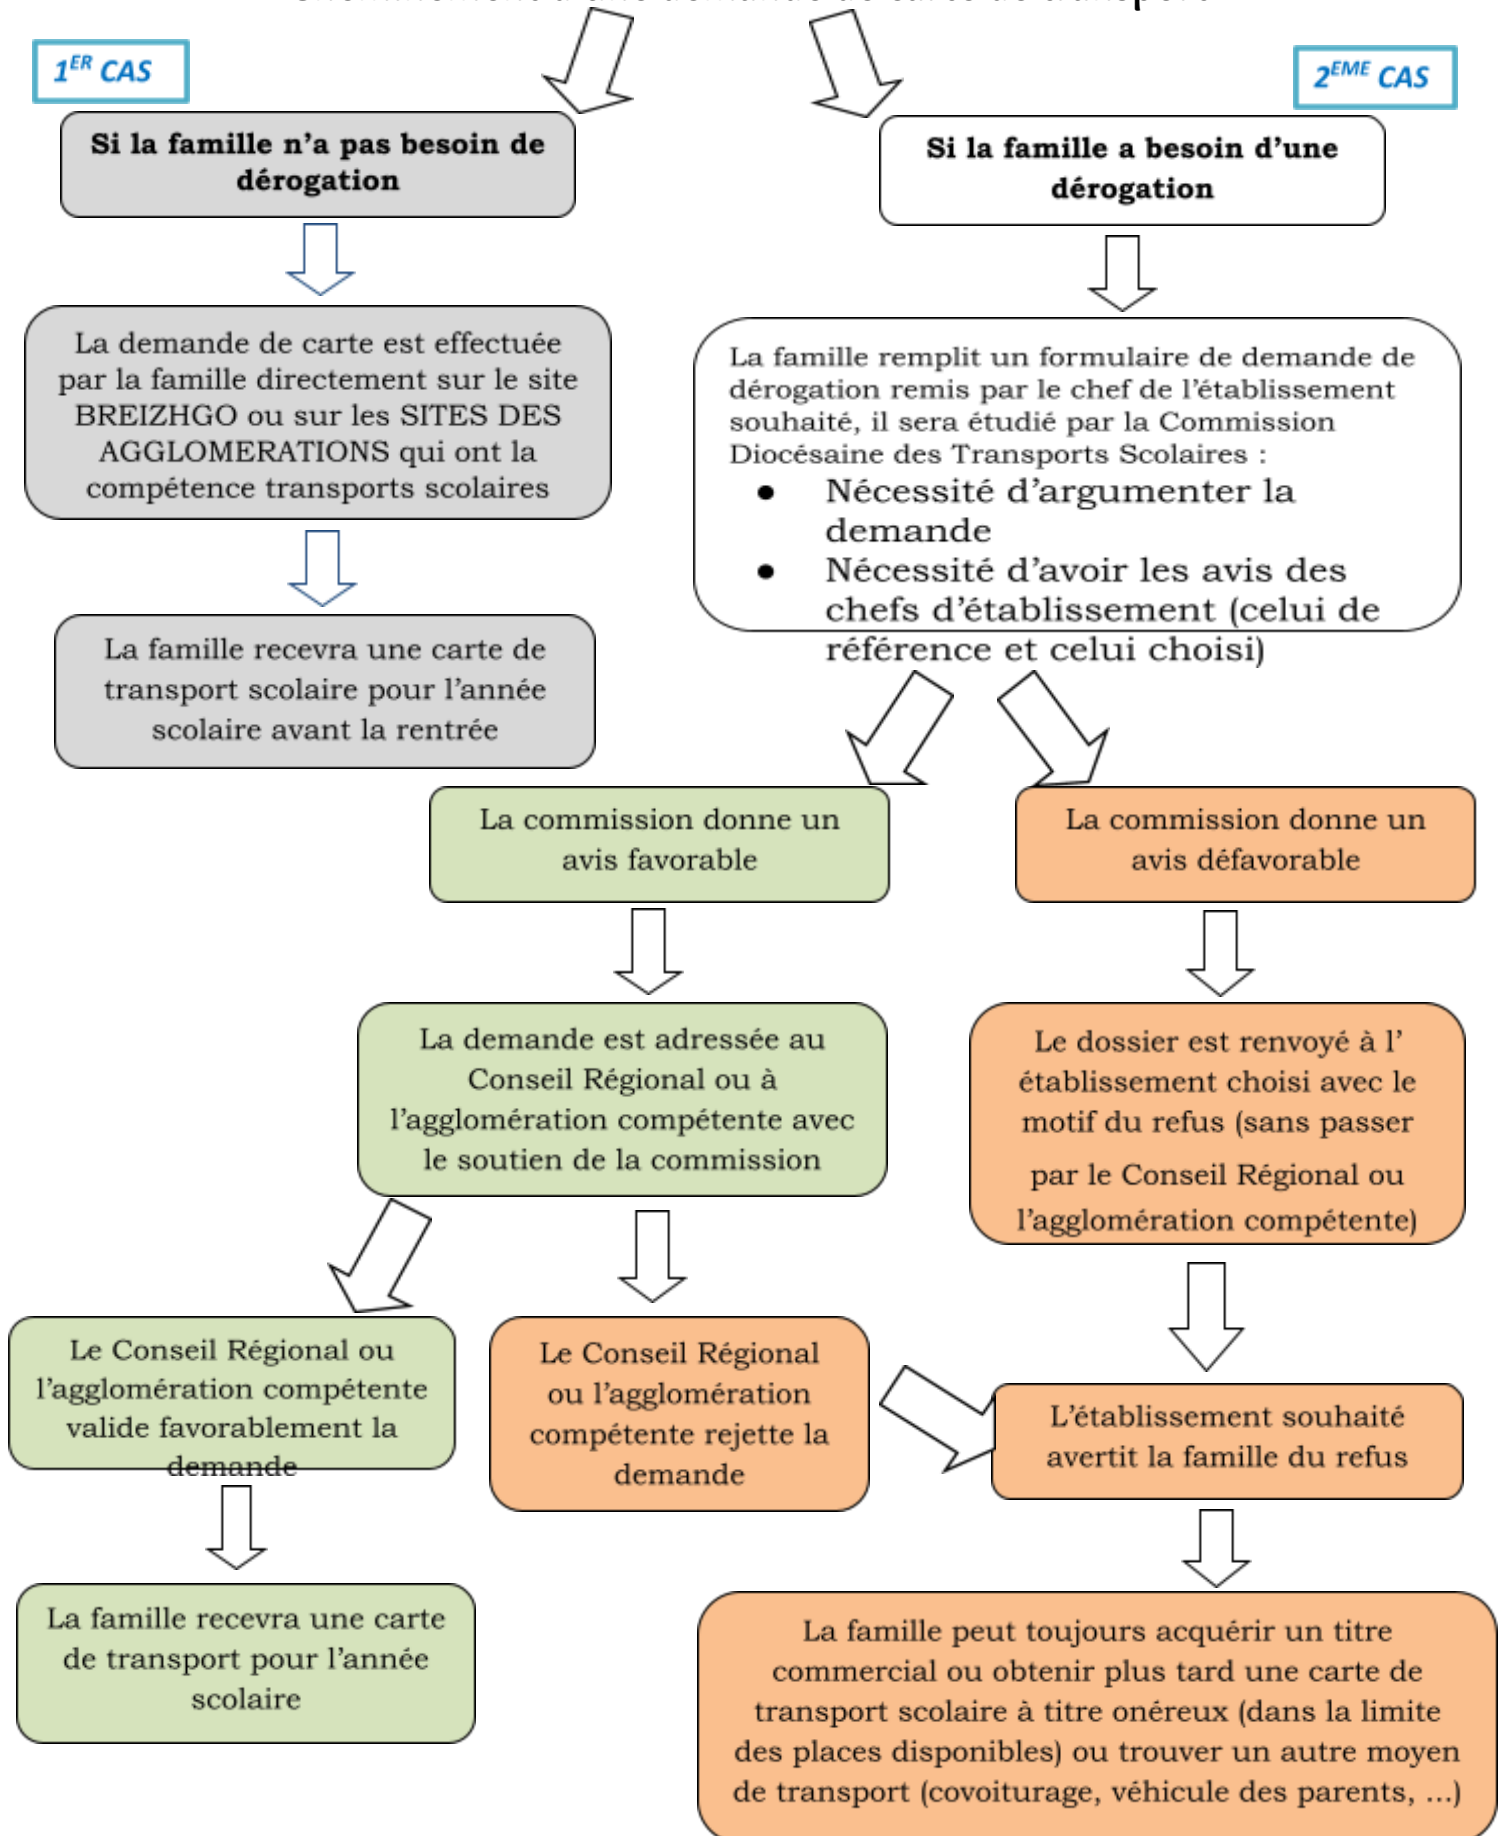 1ER CAS
2EME CAS
Si la famille n'a pas besoin de
dérogation
Si la famille a besoin d'une
dérogation
La demande de carte est effectuée
par la famille directement sur le site
BREIZHGO ou sur les SITES DES
AGGLOMERATIONS qui ont la
compétence transports scolaires
La famille remplit un formulaire de demande de
dérogation remis par le chef de l'établissement
souhaité, il sera étudié par la Commission
Diocésaine des Transports Scolaires :
● Nécessité d'argumenter la
demande
● Nécessité d'avoir les avis des
chefs d'établissement (celui de
référence et celui choisi)
La famille recevra une carte de
transport scolaire pour l'année
scolaire avant la rentrée
La commission donne un
avis favorable
La commission donne un
avis défavorable
La demande est adressée au
Conseil Régional ou à
l'agglomération compétente avec
le soutien de la commission
Le dossier est renvoyé à l'
établissement choisi avec le
motif du refus (sans passer
par le Conseil Régional ou
l'agglomération compétente)
Le Conseil Régional ou
l'agglomération compétente
valide favorablement la
demande
Le Conseil Régional
ou l'agglomération
compétente rejette la
demande
L'établissement souhaité
avertit la famille du refus
La famille recevra une carte
de transport pour l'année
scolaire
La famille peut toujours acquérir un titre
commercial ou obtenir plus tard une carte de
transport scolaire à titre onéreux (dans la limite
des places disponibles) ou trouver un autre moyen
de transport (covoiturage, véhicule des parents, ...)